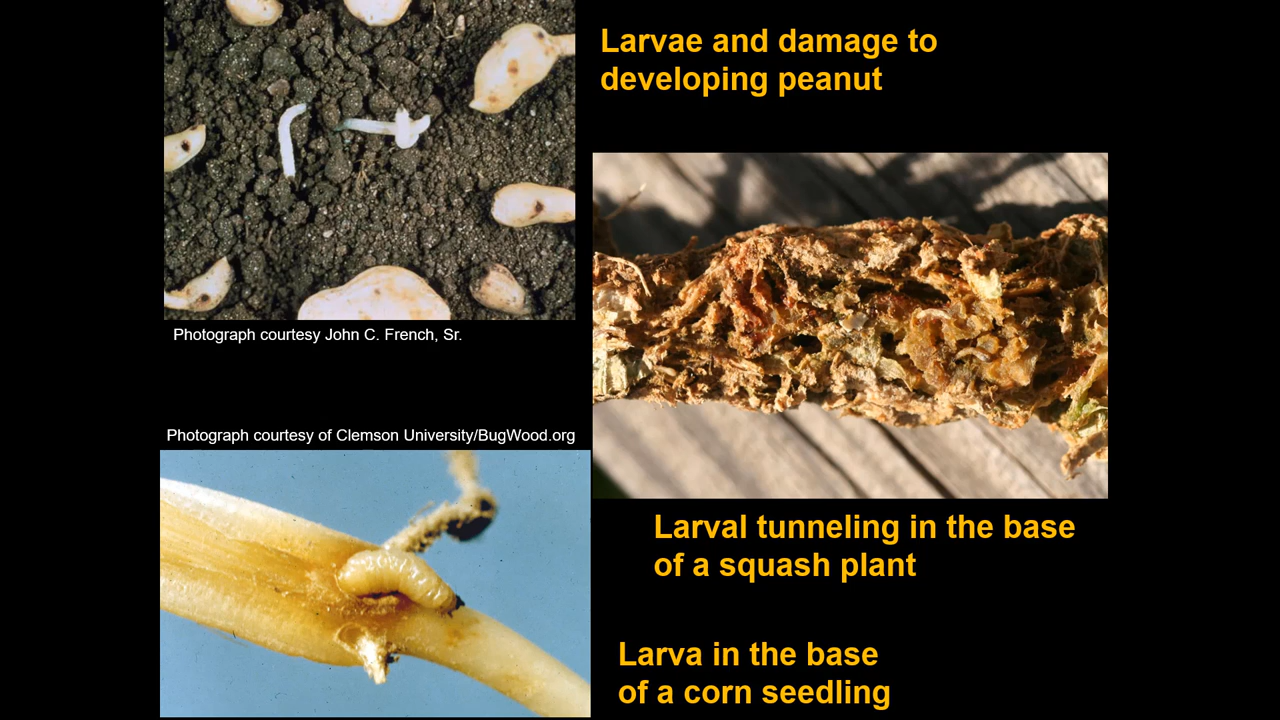 Larvae and damage to
developing peanut
Photograph courtesy John C. French, Sr.
Photograph courtesy of Clemson University/BugWood.org
Larval tunneling in the base
of a squash plant
Larva in the base
of a corn seedling